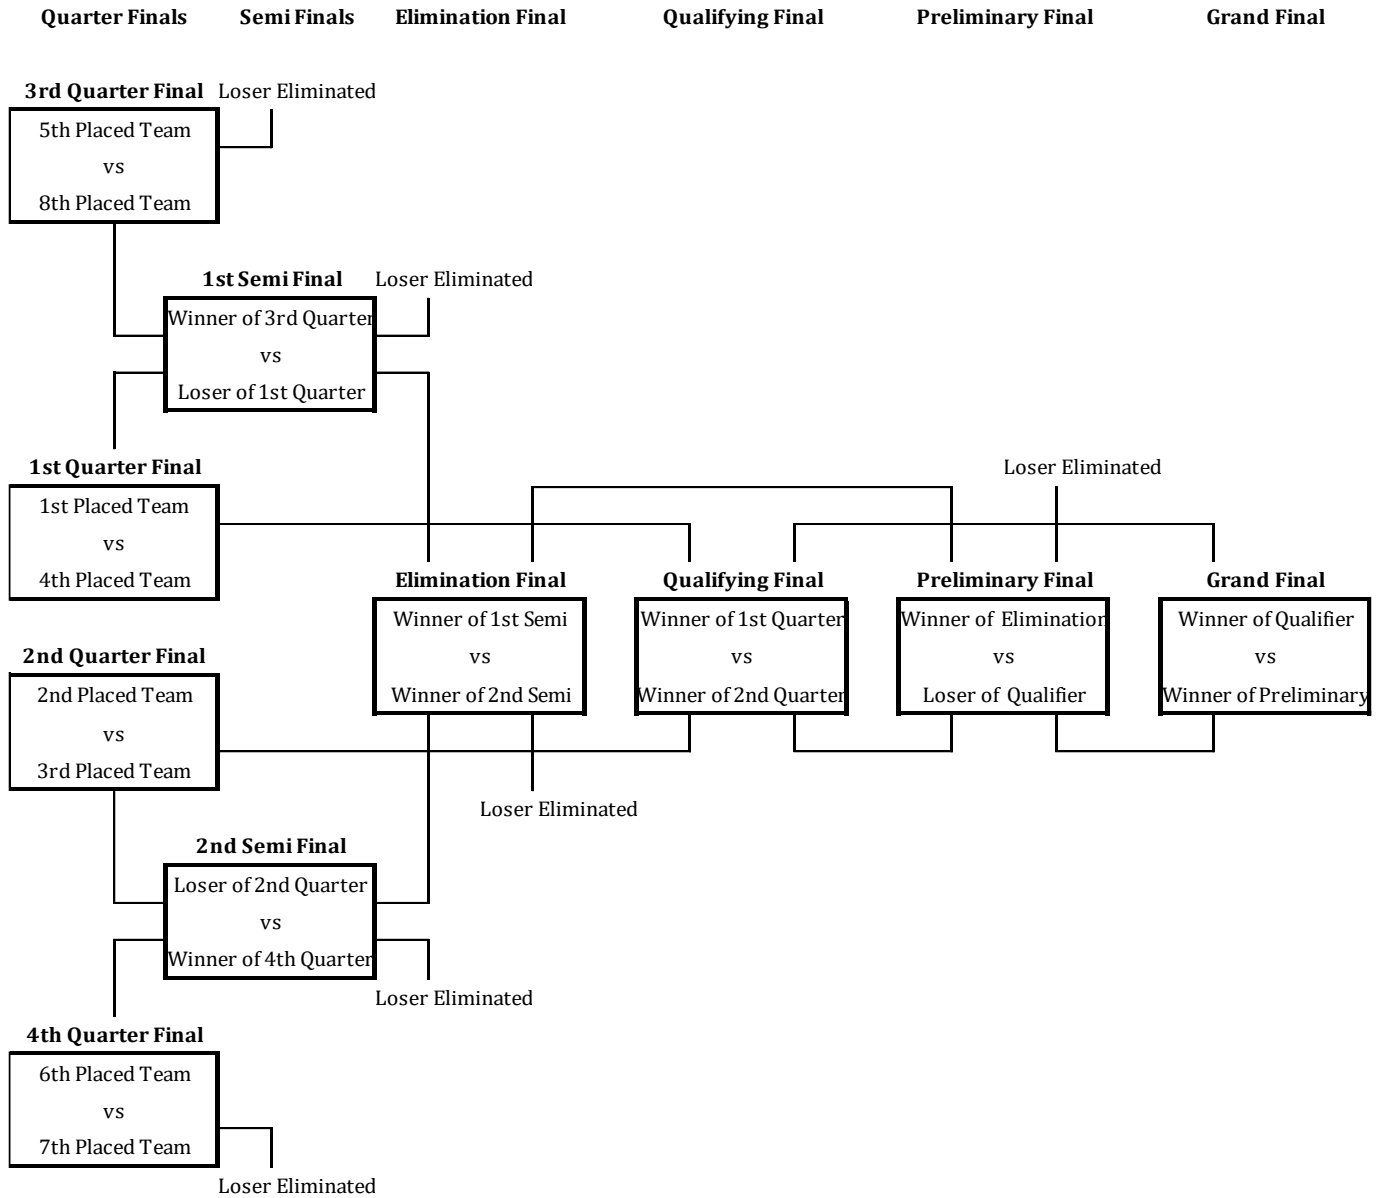 Quarter Finals Semi Finals Elimination Final Qualifying Final Preliminary Final Grand Final
3rd Quarter Final Loser Eliminated
5th Placed Team
vs
8th Placed Team
1st Semi Final Loser Eliminated
Winner of 3rd Quarter
vs
Loser of 1st Quarter
1st Quarter Final
1st Placed Team
vs
4th Placed Team
Loser Eliminated
Elimination Final
Winner of 1st Semi
vs
Winner of 2nd Semi
Loser Eliminated
Qualifying Final
Winner of 1st Quarter
vs
Winner of 2nd Quarter
Preliminary Final
Winner of Elimination
vs
Loser of Qualifier
Grand Final
Winner of Qualifier
vs
Winner of Preliminary
2nd Quarter Final
2nd Placed Team
vs
3rd Placed Team
2nd Semi Final
Loser of 2nd Quarter
vs
Winner of 4th Quarter
Loser Eliminated
4th Quarter Final
6th Placed Team
vs
7th Placed Team
Loser Eliminated